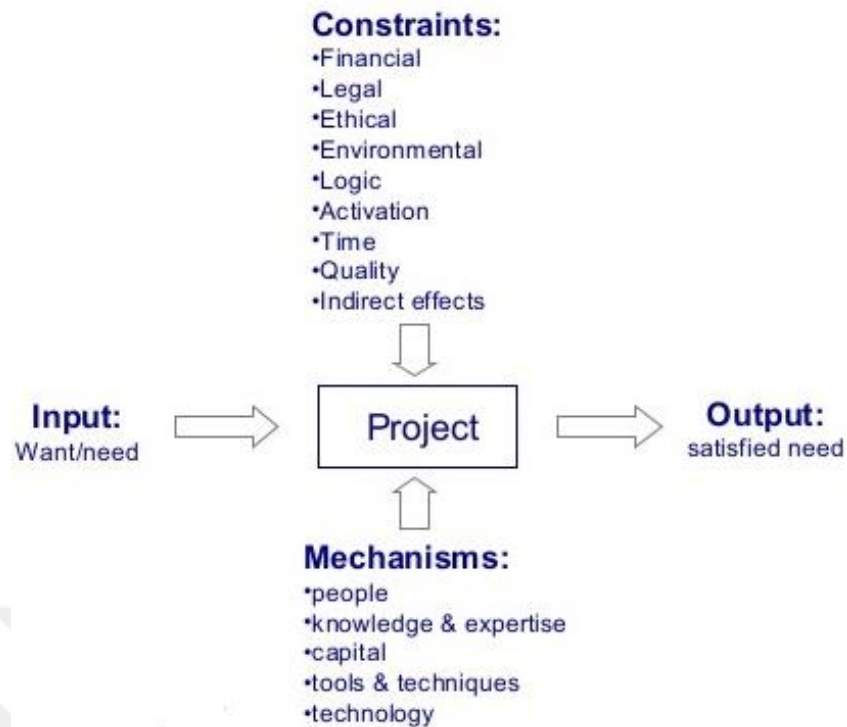 Constraints:
•Financial
•Legal
•Ethical
•Environmental
•Logic
•Activation
•Time
•Quality
•Indirect effects
Input:
Want/need
Project
Output:
satisfied need
Mechanisms:
•people
•knowledge & expertise
•capital
•tools & techniques
•technology